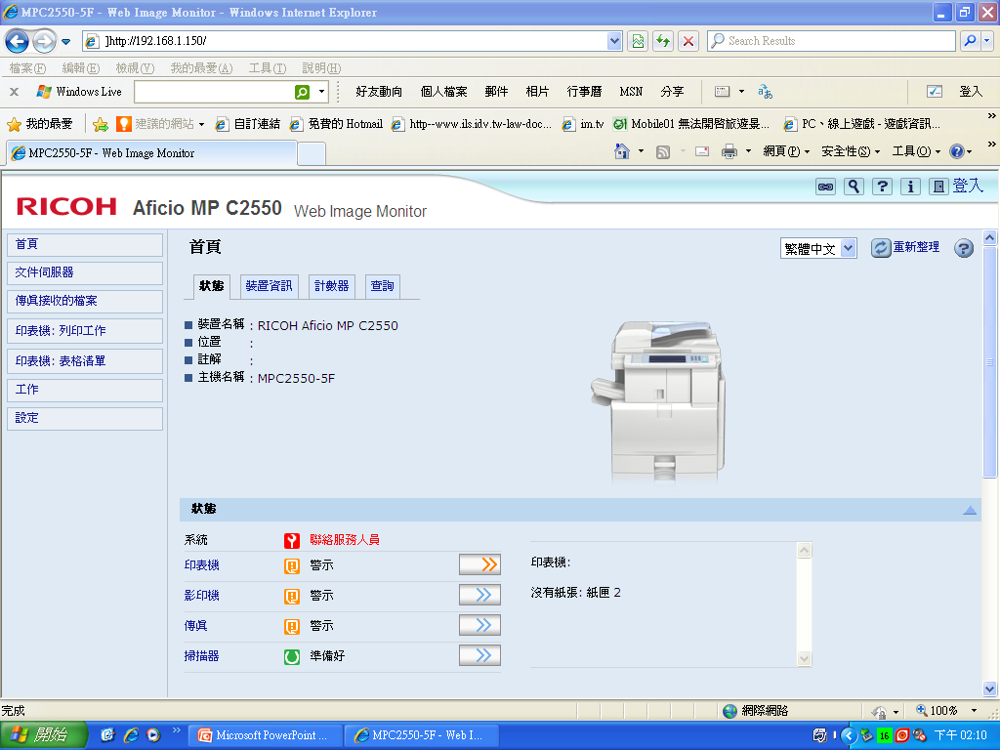 MPC2550-5F - Web Image Monitor - Windows Internet Explorer
]http://192.168.1.150/
Search Results
檔案(F) 編輯(E) 檢視(V) 我的最愛(A) 工具(T) 說明(H)
x Windows Live 好友動向 個人檔案 郵件 相片 行事曆 MSN 分享 登入
我的最愛 建議的網站 自訂連結 免費的 Hotmail http--www.ils.idv.tw-law-doc... im.tv Mobile01 無法開啓旅遊景... PC、線上遊戲 - 遊戲資訊...
MPC2550-5F - Web Image Monitor 網頁(P) 安全性(S) 工具(O)
登入
RICOH Aficio MP C2550 Web Image Monitor
首頁
文件伺服器
傳真接收的檔案
印表機: 列印工作
印表機: 表格清單
工作
設定
首頁 繁體中文 重新整理
狀態 裝置資訊 計數器 查詢
裝置名稱 : RICOH Aficio MP C2550
位置 :
註解 :
主機名稱 : MPC2550-5F
狀態
系統 聯絡服務人員
印表機 警示
影印機 警示
傳真 警示
掃描器 準備好
印表機:
沒有紙張: 紙匣 2
完成 網際網路 100%
開始 Microsoft PowerPoint ... MPC2550-5F - Web I... 16 下午 02:10